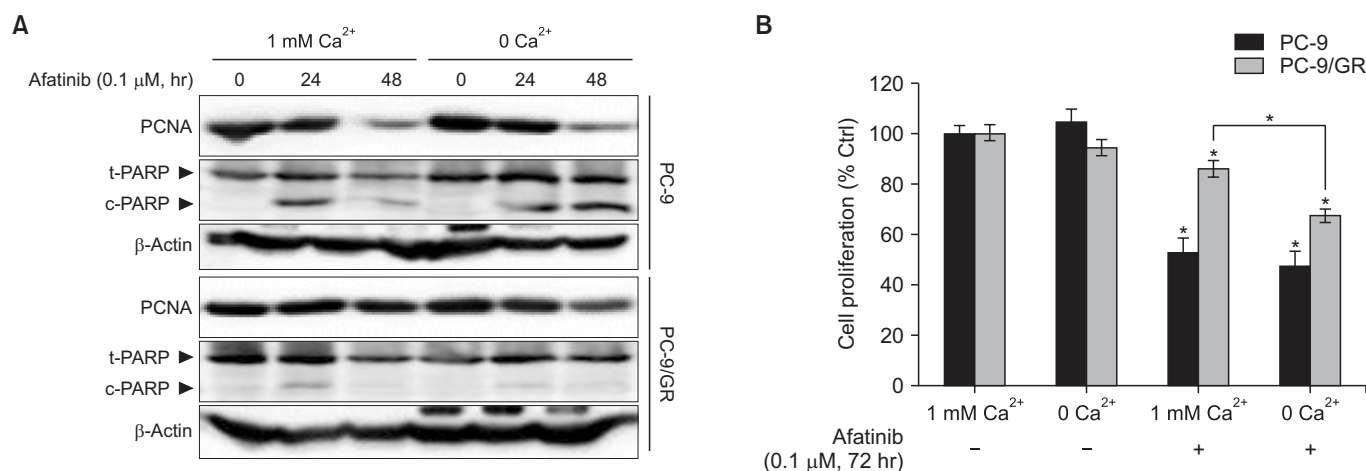 A
1 mM Ca²⁺ 0 Ca²⁺
Afatinib (0.1 μM, hr) 0 24 48 0 24 48
PCNA
t-PARP
c-PARP
β-Actin
PC-9
PCNA
t-PARP
c-PARP
β-Actin
PC-9/GR
B
PC-9
PC-9/GR
Cell proliferation (% Ctrl)
120
100
80
60
40
20
0
*
* *
* *
1 mM Ca²⁺ 0 Ca²⁺ 1 mM Ca²⁺ 0 Ca²⁺
Afatinib
(0.1 μM, 72 hr) − − + +